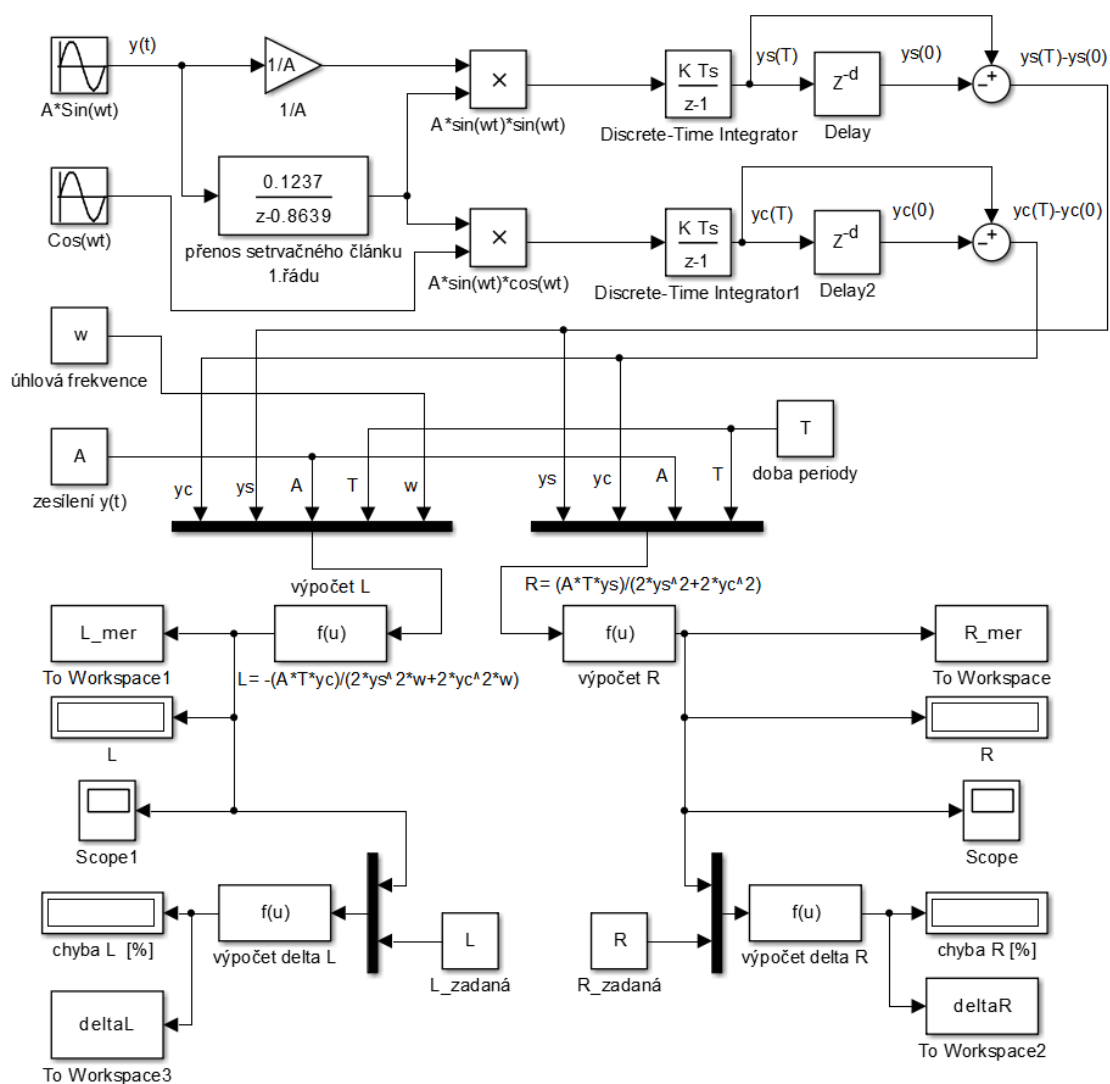 y(t)
A*Sin(wt)
1/A
1/A
×
A*sin(wt)*sin(wt)
K Ts
z-1
Discrete-Time Integrator
ys(T)
Z-d
Delay
ys(0)
ys(T)-ys(0)
Cos(wt)
0.1237
z-0.8639
přenos setrvačného článku
1.řádu
×
A*sin(wt)*cos(wt)
K Ts
z-1
Discrete-Time Integrator1
yc(T)
Z-d
Delay2
yc(0)
yc(T)-yc(0)
w
úhlová frekvence
A
zesílení y(t)
T
doba periody
yc
ys
A
T
w
ys
yc
A
T
výpočet L
R= (A*T*ys)/(2*ys^2+2*yc^2)
L_mer
To Workspace1
f(u)
L= -(A*T*yc)/(2*ys^2*w+2*yc^2*w)
f(u)
výpočet R
R_mer
To Workspace
L
R
Scope1
Scope
chyba L [%]
f(u)
výpočet delta L
L
L_zadaná
R
R_zadaná
f(u)
výpočet delta R
chyba R [%]
deltaL
To Workspace3
deltaR
To Workspace2